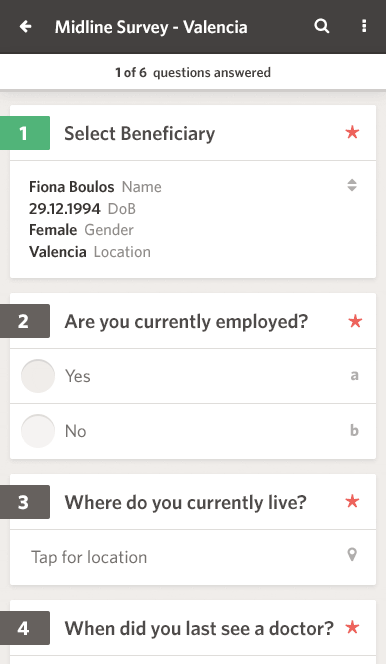 Midline Survey - Valencia
1 of 6 questions answered
1 Select Beneficiary
Fiona Boulos Name
29.12.1994 DoB
Female Gender
Valencia Location
2 Are you currently employed?
Yes a
No b
3 Where do you currently live?
Tap for location
4 When did you last see a doctor?